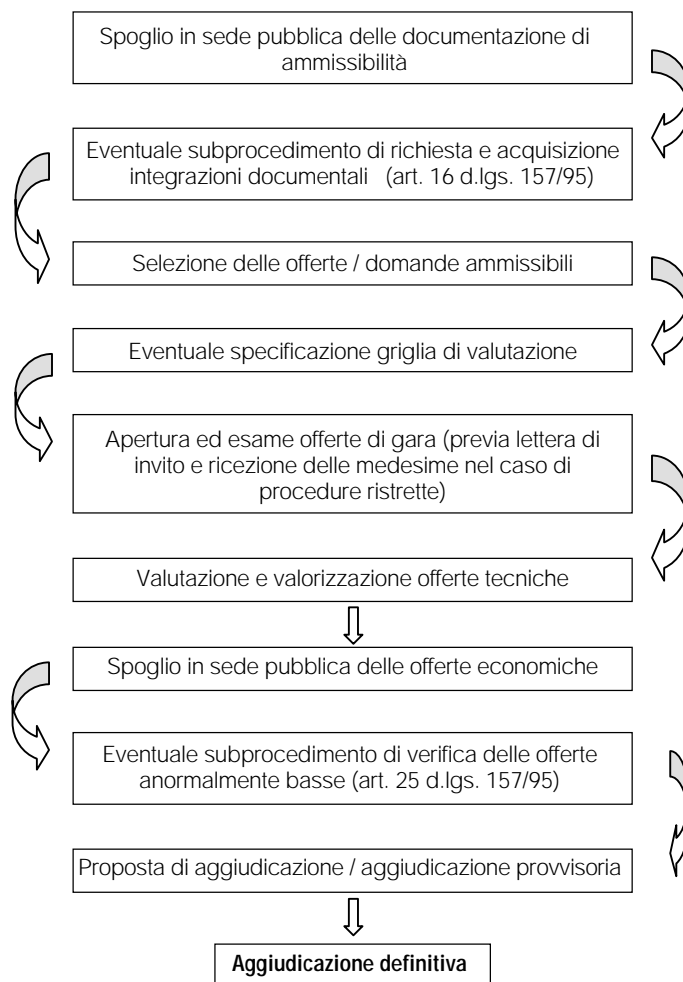 Spoglio in sede pubblica delle documentazione di
ammissibilità
Eventuale subprocedimento di richiesta e acquisizione
integrazioni documentali (art. 16 d.lgs. 157/95)
Selezione delle offerte / domande ammissibili
Eventuale specificazione griglia di valutazione
Apertura ed esame offerte di gara (previa lettera di
invito e ricezione delle medesime nel caso di
procedure ristrette)
Valutazione e valorizzazione offerte tecniche
Spoglio in sede pubblica delle offerte economiche
Eventuale subprocedimento di verifica delle offerte
anormalmente basse (art. 25 d.lgs. 157/95)
Proposta di aggiudicazione / aggiudicazione provvisoria
Aggiudicazione definitiva